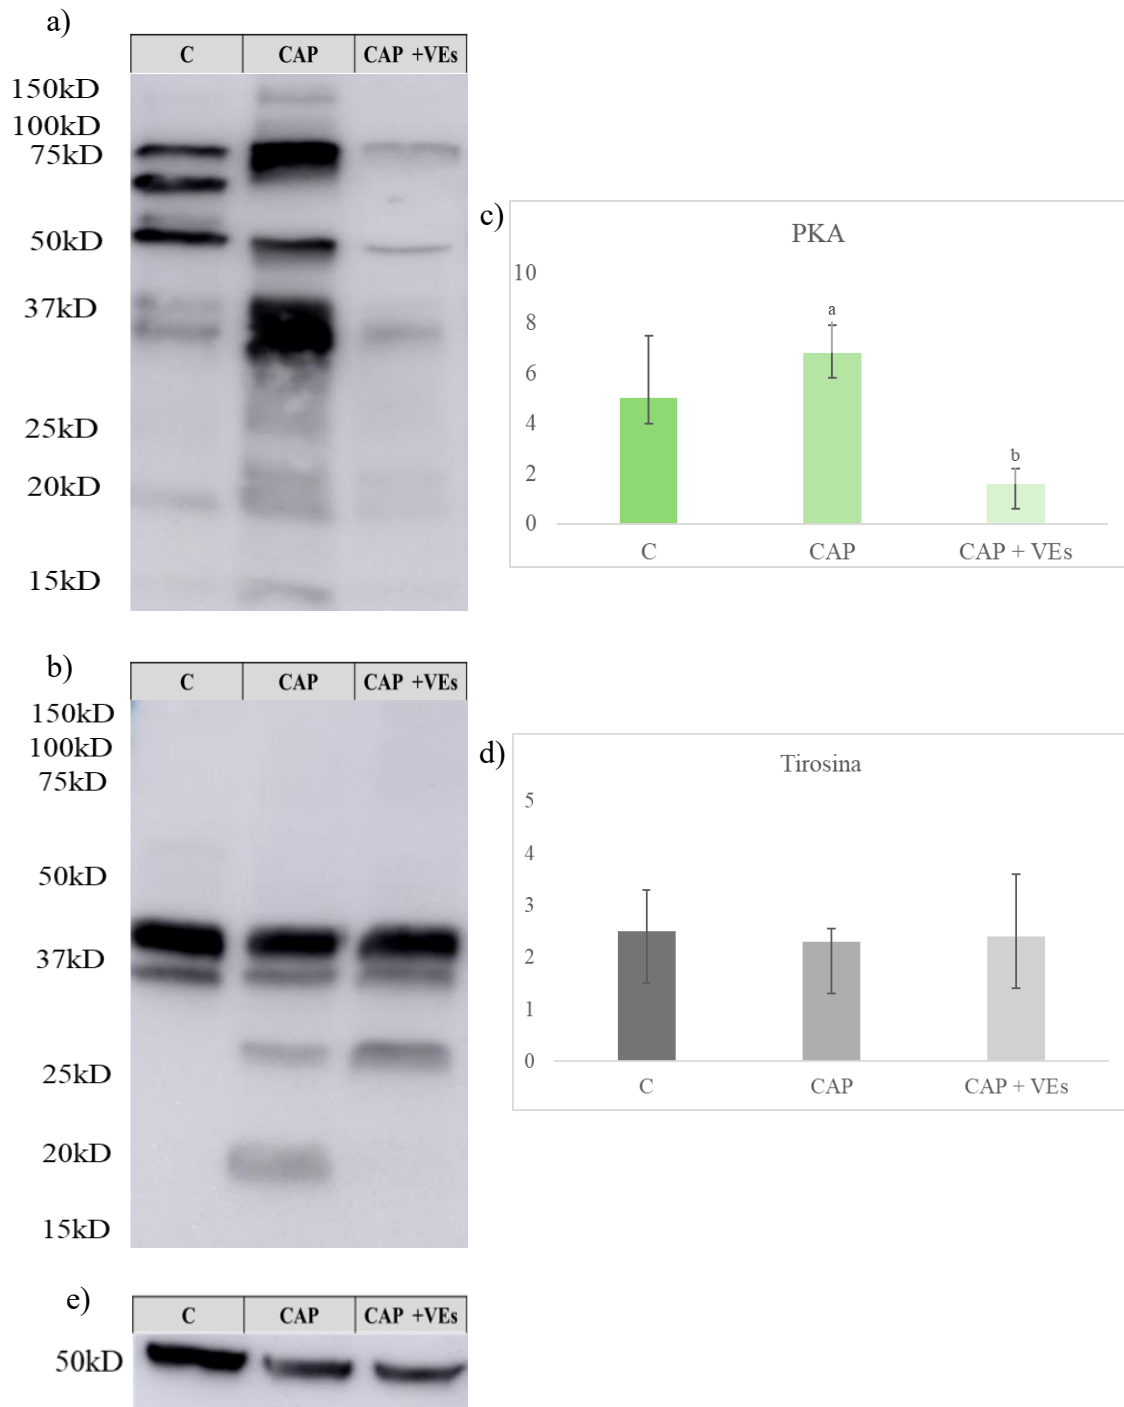 a)
C CAP CAP +VEs
150kD
100kD
75kD
50kD
37kD
25kD
20kD
15kD
c)
PKA
10
8
6
4
2
0
a
b
C CAP CAP + VEs
b)
C CAP CAP +VEs
150kD
100kD
75kD
50kD
37kD
25kD
20kD
15kD
d)
Tirosina
5
4
3
2
1
0
C CAP CAP + VEs
e)
C CAP CAP +VEs
50kD